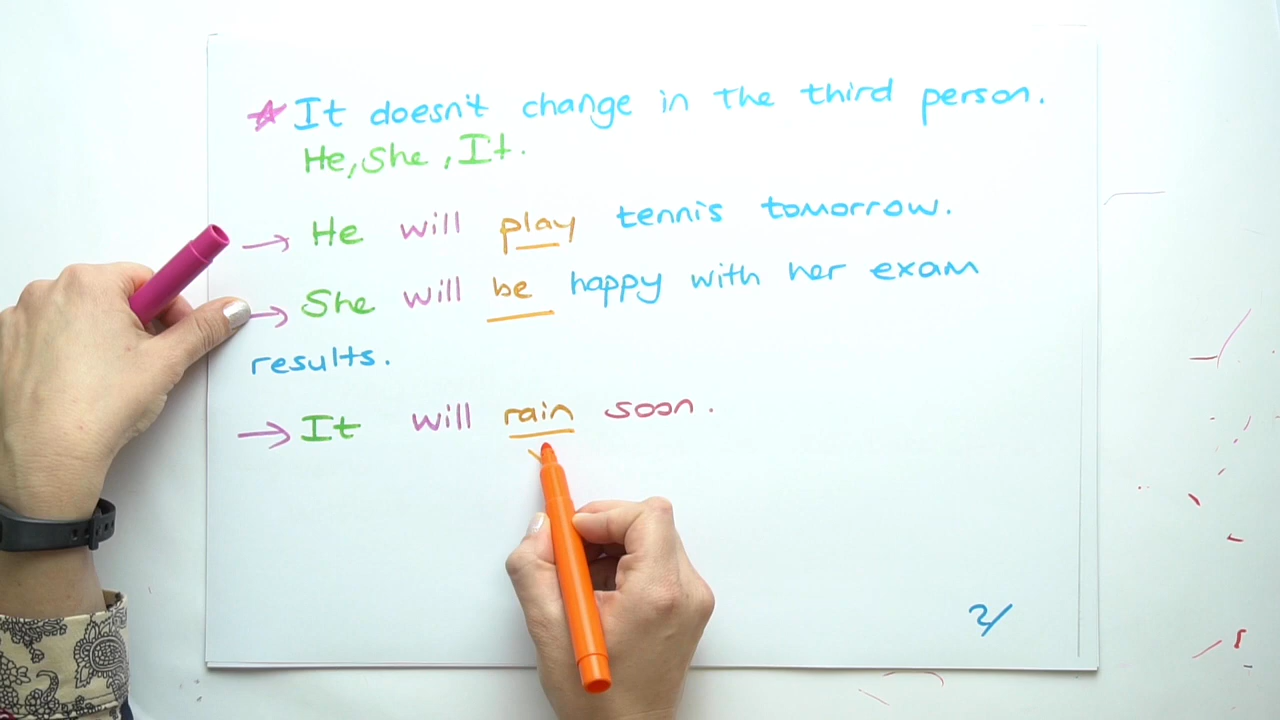 ☆ It doesn't change in the third person.
He, She, It.
→ He will play tennis tomorrow.
→ She will be happy with her exam
results.
→ It will rain soon.
2/